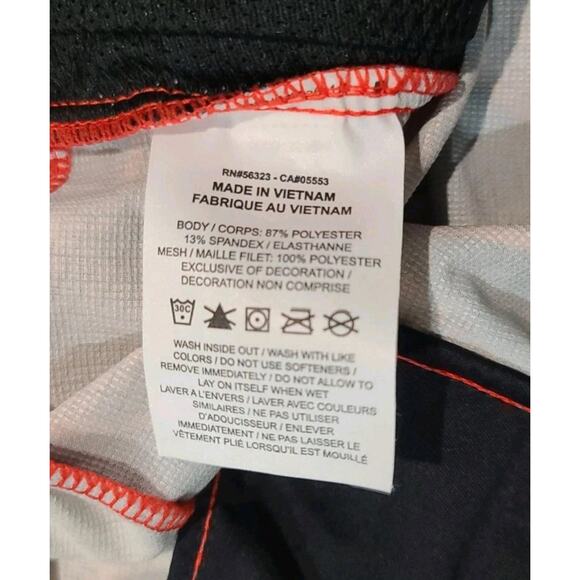 RN#56323 - CA#05553
MADE IN VIETNAM
FABRIQUE AU VIETNAM
BODY / CORPS: 87% POLYESTER
13% SPANDEX / ELASTHANNE
MESH / MAILLE FILET: 100% POLYESTER
EXCLUSIVE OF DECORATION /
DECORATION NON COMPRISE
30C
WASH INSIDE OUT / WASH WITH LIKE
COLORS / DO NOT USE SOFTENERS /
REMOVE IMMEDIATELY / DO NOT ALLOW TO
LAY ON ITSELF WHEN WET
LAVER A L'ENVERS / LAVER AVEC COULEURS
SIMILAIRES / NE PAS UTILISER
D'ADOUCISSEUR / ENLEVER
IMMEDIATEMENT / NE PAS LAISSER LE
VÊTEMENT PLIÉ LORSQU'IL EST MOUILLÉ